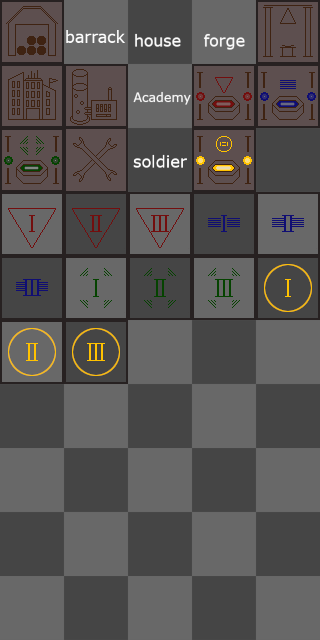 barrack house forge
Academy
soldier
I II III I II
III I II III I
II III